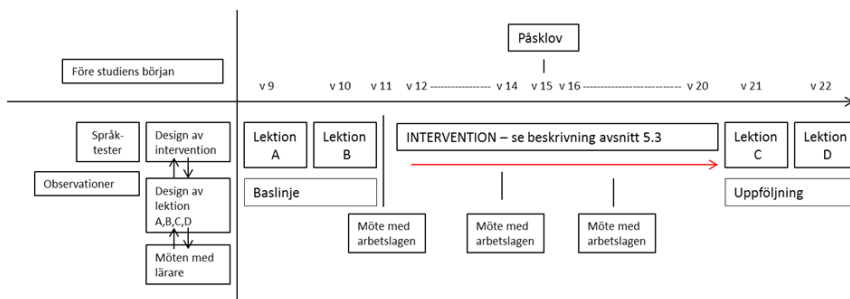 Påsklov
Före studiens början
v 9
v 10
v 11
v 12 -------------------- v 14
v 15
v 16 ------------------------------- v 20
v 21
v 22
Språk-
tester
Design av
intervention
Lektion
A
Lektion
B
INTERVENTION – se beskrivning avsnitt 5.3
Lektion
C
Lektion
D
Observationer
Design av
lektion
A,B,C,D
Baslinje
Uppföljning
Möte med
arbetslagen
Möte med
arbetslagen
Möte med
arbetslagen
Möten med
lärare